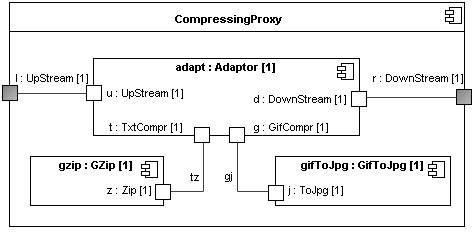 CompressingProxy
adapt : Adaptor [1]
l : UpStream [1]
r : DownStream [1]
u : UpStream [1]
d : DownStream [1]
t : TxtCompr [1]
g : GifCompr [1]
gzip : GZip [1]
gifToJpg : GifToJpg [1]
tz
gj
z : Zip [1]
j : ToJpg [1]